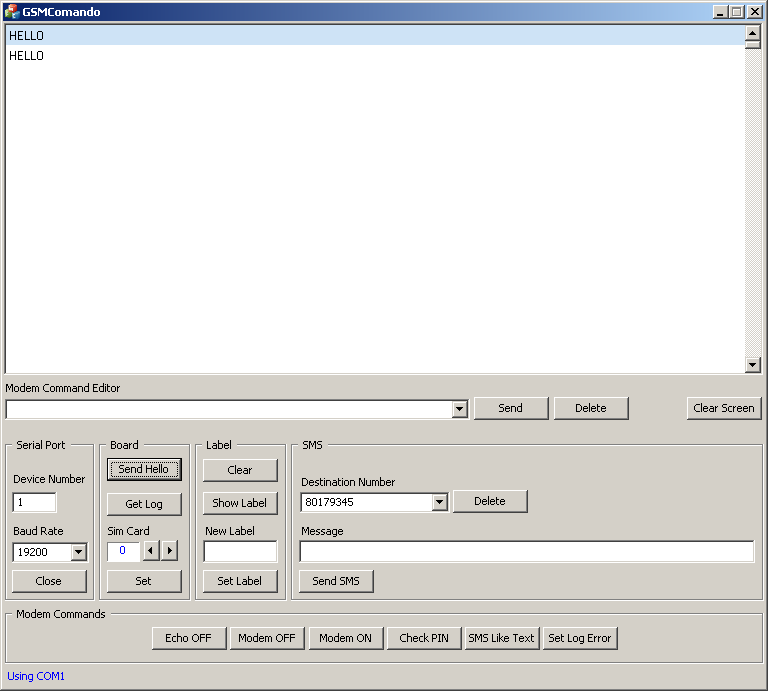 GSMComando
HELLO
HELLO
Modem Command Editor
Send
Delete
Clear Screen
Serial Port
Board
Label
SMS
Device Number
1
Baud Rate
19200
Close
Send Hello
Get Log
Sim Card
0
Set
Clear
Show Label
New Label
Set Label
Destination Number
80179345
Delete
Message
Send SMS
Modem Commands
Echo OFF
Modem OFF
Modem ON
Check PIN
SMS Like Text
Set Log Error
Using COM1